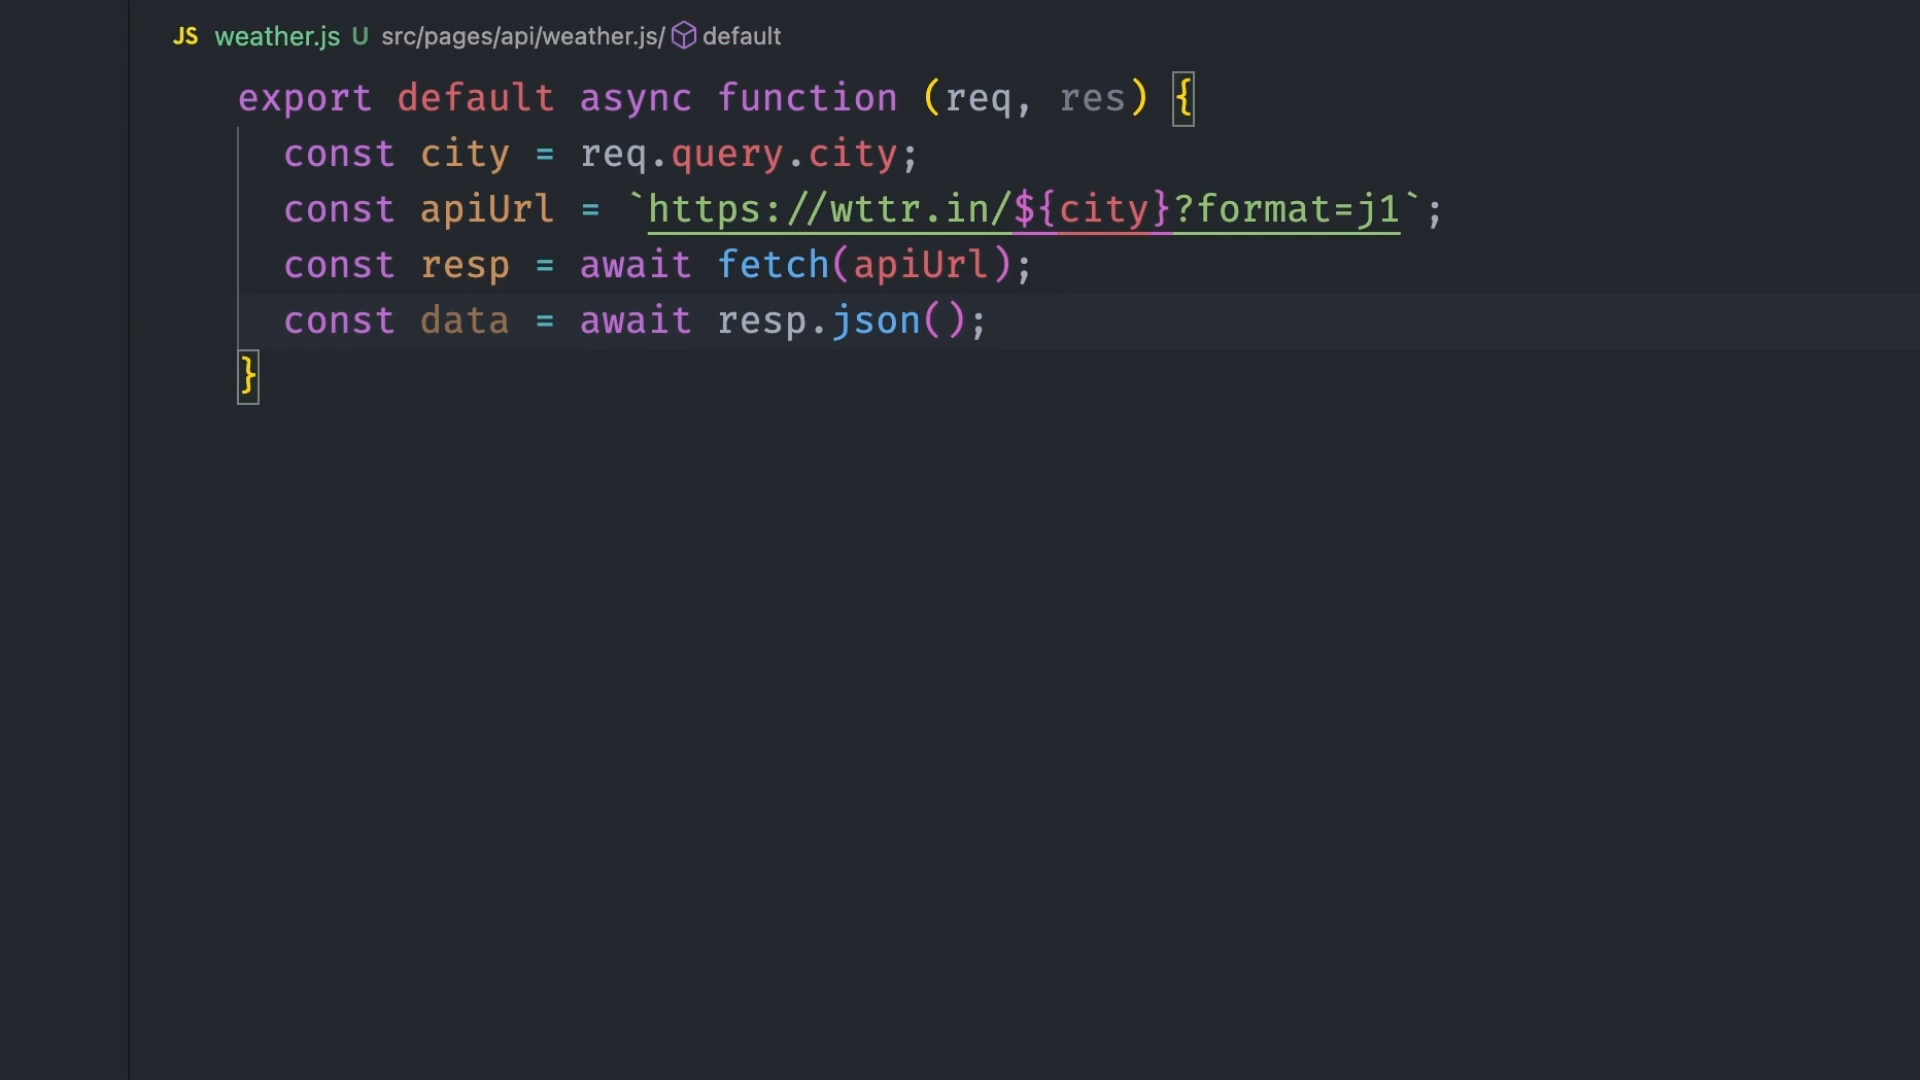 JS weather.js U src/pages/api/weather.js/ default
export default async function (req, res) {
const city = req.query.city;
const apiUrl = `https://wttr.in/${city}?format=j1`;
const resp = await fetch(apiUrl);
const data = await resp.json();
}